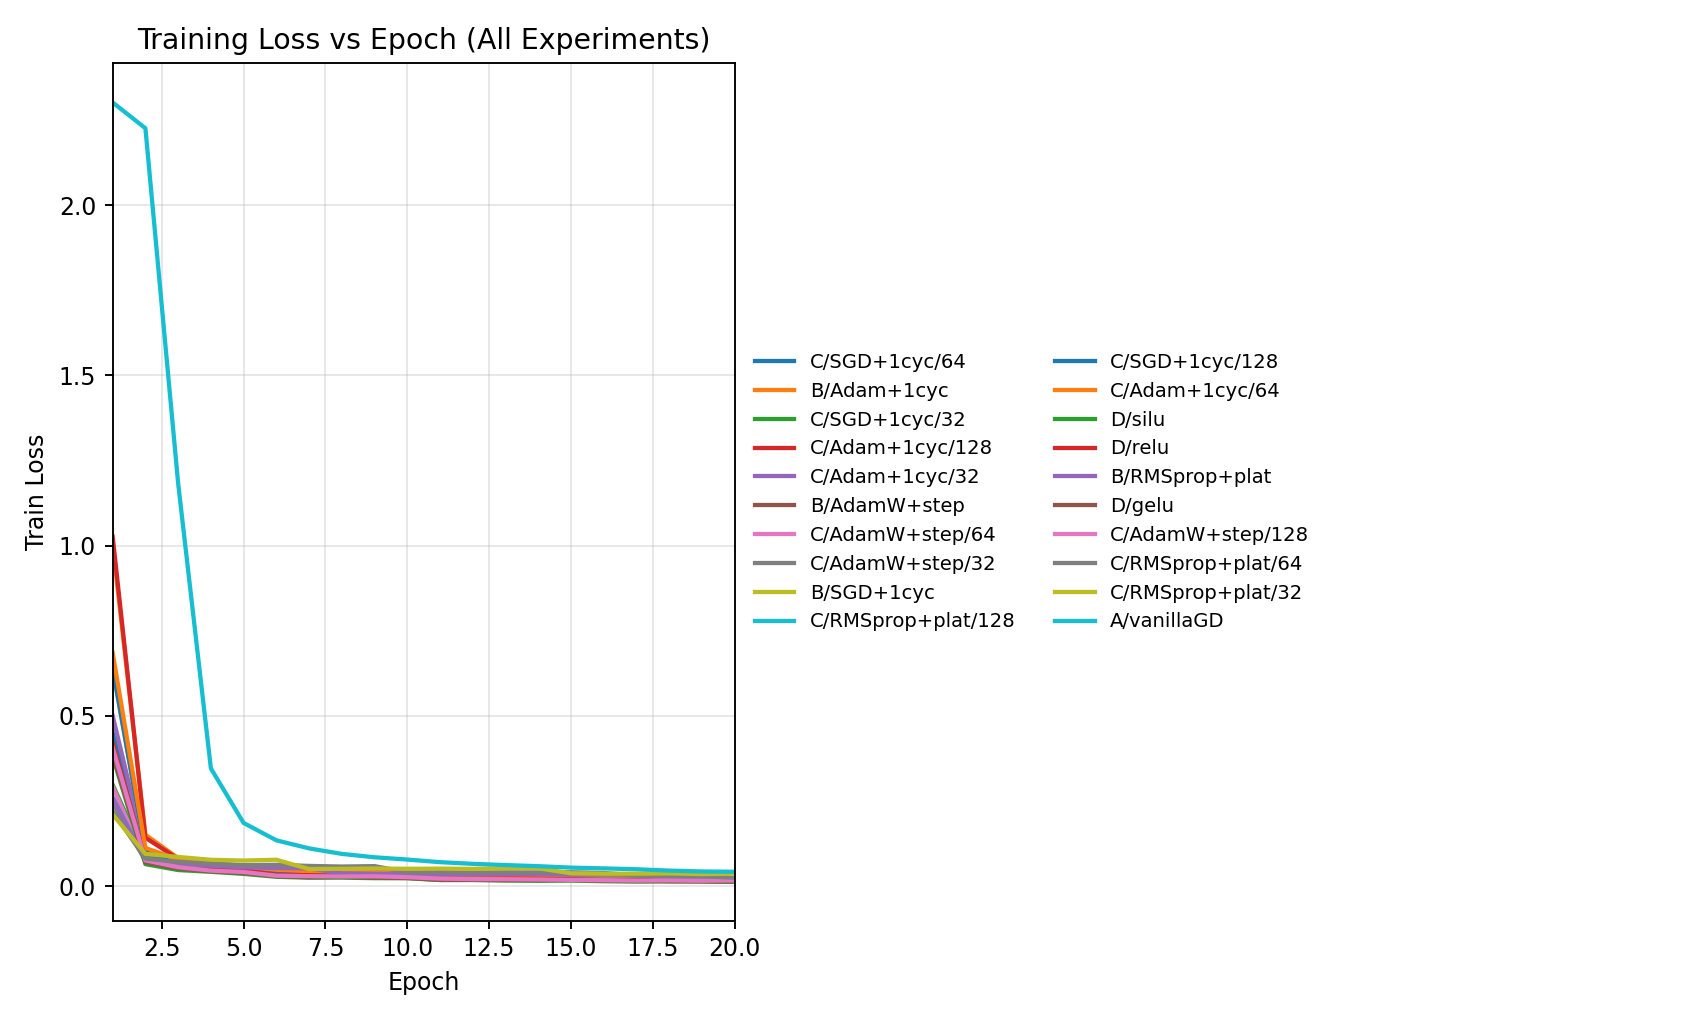 Training Loss vs Epoch (All Experiments)
Train Loss
2.0
1.5
1.0
0.5
0.0
2.5 5.0 7.5 10.0 12.5 15.0 17.5 20.0
Epoch
C/SGD+1cyc/64
B/Adam+1cyc
C/SGD+1cyc/32
C/Adam+1cyc/128
C/Adam+1cyc/32
B/AdamW+step
C/AdamW+step/64
C/AdamW+step/32
B/SGD+1cyc
C/RMSprop+plat/128
C/SGD+1cyc/128
C/Adam+1cyc/64
D/silu
D/relu
B/RMSprop+plat
D/gelu
C/AdamW+step/128
C/RMSprop+plat/64
C/RMSprop+plat/32
A/vanillaGD